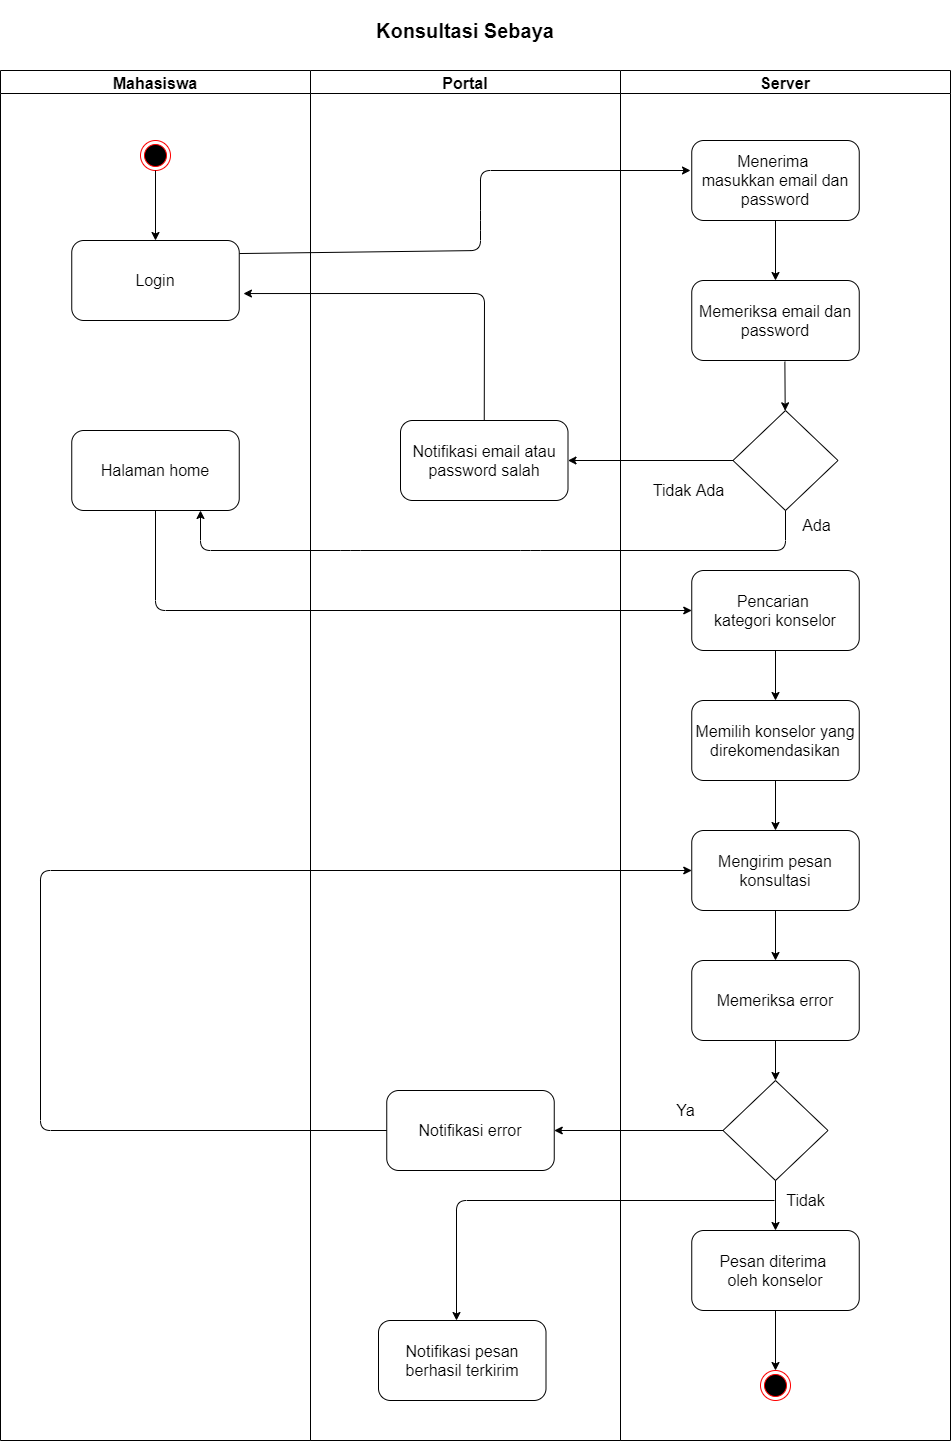 Konsultasi Sebaya
Mahasiswa
Portal
Server
Menerima
masukkan email dan
password
Login
Memeriksa email dan
password
Notifikasi email atau
password salah
Halaman home
Tidak Ada
Ada
Pencarian
kategori konselor
Memilih konselor yang
direkomendasikan
Mengirim pesan
konsultasi
Memeriksa error
Ya
Notifikasi error
Tidak
Pesan diterima
oleh konselor
Notifikasi pesan
berhasil terkirim